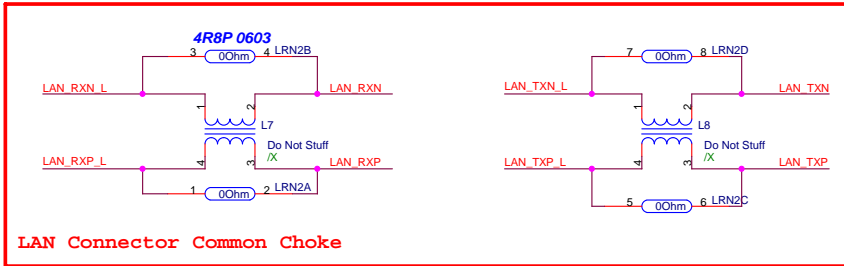 4R8P 0603
3 0Ohm 4 LRN2B
7 0Ohm 8 LRN2D
LAN_RXN_L
LAN_RXN
LAN_TXN_L
LAN_TXN
1 2
1 2
L7
L8
Do Not Stuff
/X
Do Not Stuff
/X
4 3
4 3
LAN_RXP_L
LAN_RXP
LAN_TXP_L
LAN_TXP
1 0Ohm 2 LRN2A
5 0Ohm 6 LRN2C
LAN Connector Common Choke